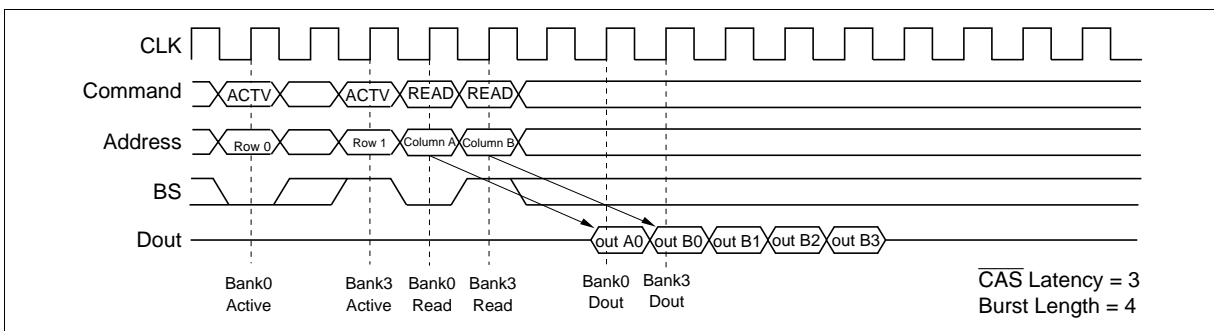 CLK
Command ACTV ACTV READ READ
Address Row 0 Row 1 Column A Column B
BS
Dout out A0 out B0 out B1 out B2 out B3
Bank0 Active Bank3 Active Bank0 Read Bank3 Read Bank0 Dout Bank3 Dout
CAS Latency = 3
Burst Length = 4